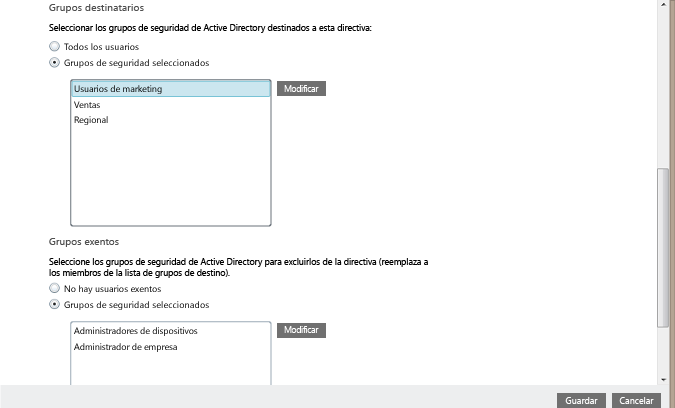 Grupos destinatarios
Seleccionar los grupos de seguridad de Active Directory destinados a esta directiva:
Todos los usuarios
Grupos de seguridad seleccionados
Usuarios de marketing
Modificar
Ventas
Regional
Grupos exentos
Seleccione los grupos de seguridad de Active Directory para excluirlos de la directiva (reemplaza a
los miembros de la lista de grupos de destino).
No hay usuarios exentos
Grupos de seguridad seleccionados
Administradores de dispositivos
Modificar
Administrador de empresa
Guardar
Cancelar